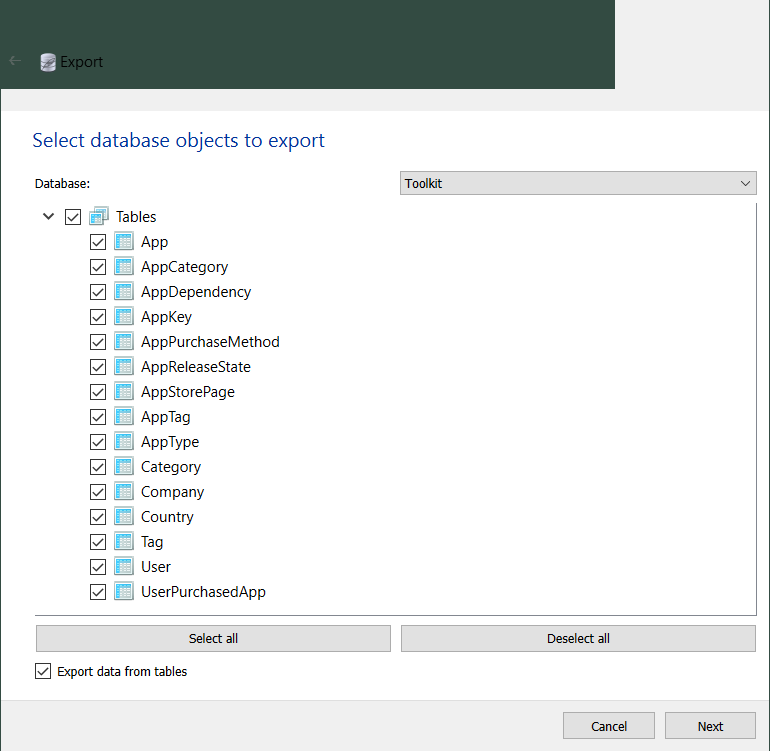 Export
Select database objects to export
Database:
Toolkit
Tables
App
AppCategory
AppDependency
AppKey
AppPurchaseMethod
AppReleaseState
AppStorePage
AppTag
AppType
Category
Company
Country
Tag
User
UserPurchasedApp
Select all
Deselect all
Export data from tables
Cancel
Next